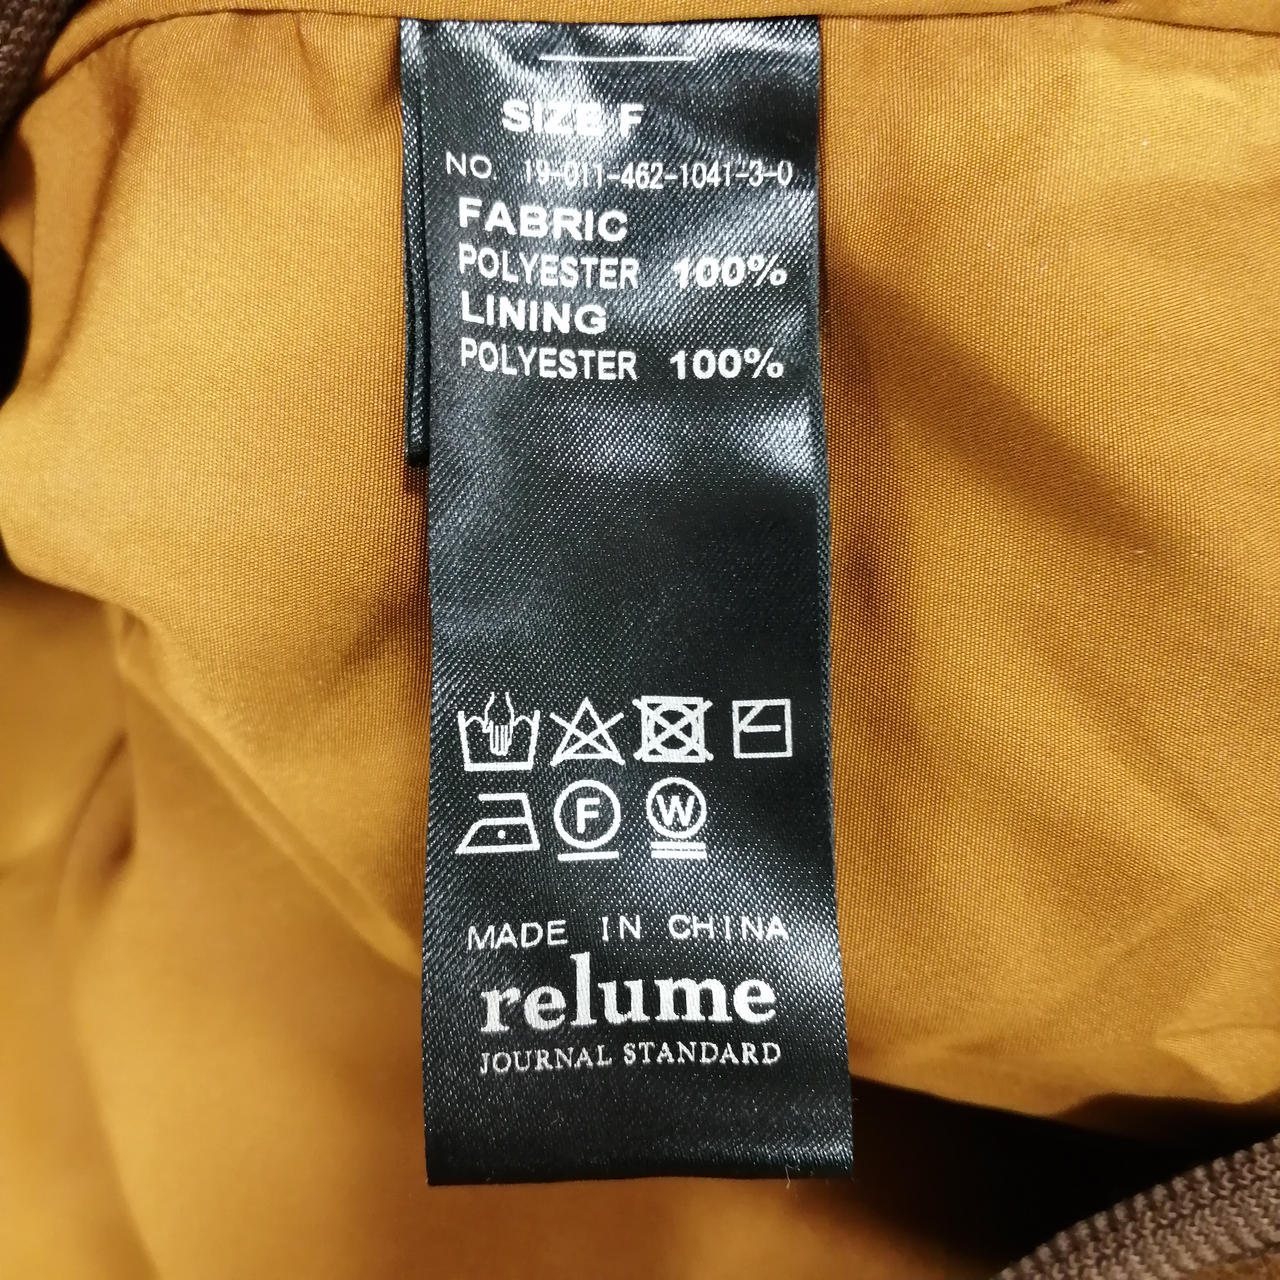 SIZE F
NO. 19-011-462-1041-3-0
FABRIC
POLYESTER 100%
LINING
POLYESTER 100%
F W
MADE IN CHINA
relume
JOURNAL STANDARD